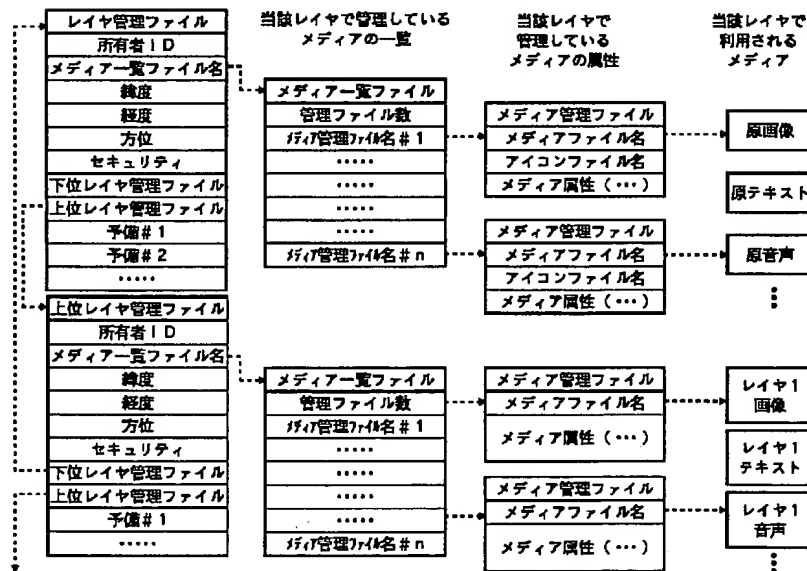 レイヤ管理ファイル
所有者ID
メディア一覧ファイル名
緯度
経度
方位
セキュリティ
下位レイヤ管理ファイル
上位レイヤ管理ファイル
予備#1
予備#2
・・・・・
上位レイヤ管理ファイル
所有者ID
メディア一覧ファイル名
緯度
経度
方位
セキュリティ
下位レイヤ管理ファイル
上位レイヤ管理ファイル
予備#1
・・・・・
当該レイヤで管理している
メディアの一覧
メディア一覧ファイル
管理ファイル数
メディア管理ファイル名#1
・・・・・
・・・・・
・・・・・
・・・・・
メディア管理ファイル名#n
メディア一覧ファイル
管理ファイル数
メディア管理ファイル名#1
・・・・・
・・・・・
・・・・・
・・・・・
メディア管理ファイル名#n
当該レイヤで
管理している
メディアの属性
メディア管理ファイル
メディアファイル名
アイコンファイル名
メディア属性(・・・)
メディア管理ファイル
メディアファイル名
アイコンファイル名
メディア属性(・・・)
メディア管理ファイル
メディアファイル名
メディア属性(・・・)
メディア管理ファイル
メディアファイル名
メディア属性(・・・)
当該レイヤで
利用される
メディア
原画像
原テキスト
原音声
レイヤ1
画像
レイヤ1
テキスト
レイヤ1
音声